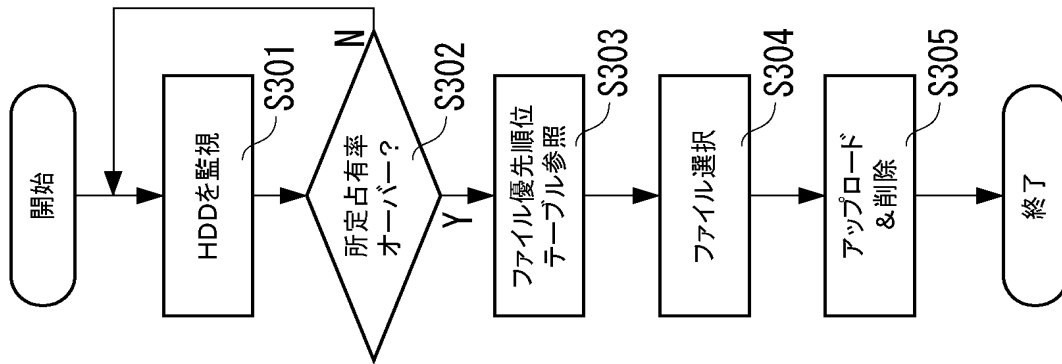 開始
HDDを監視
S301
所定占有率
オーバー?
S302
N
Y
ファイル優先順位
テーブル参照
S303
ファイル選択
S304
アップロード
&削除
S305
終了